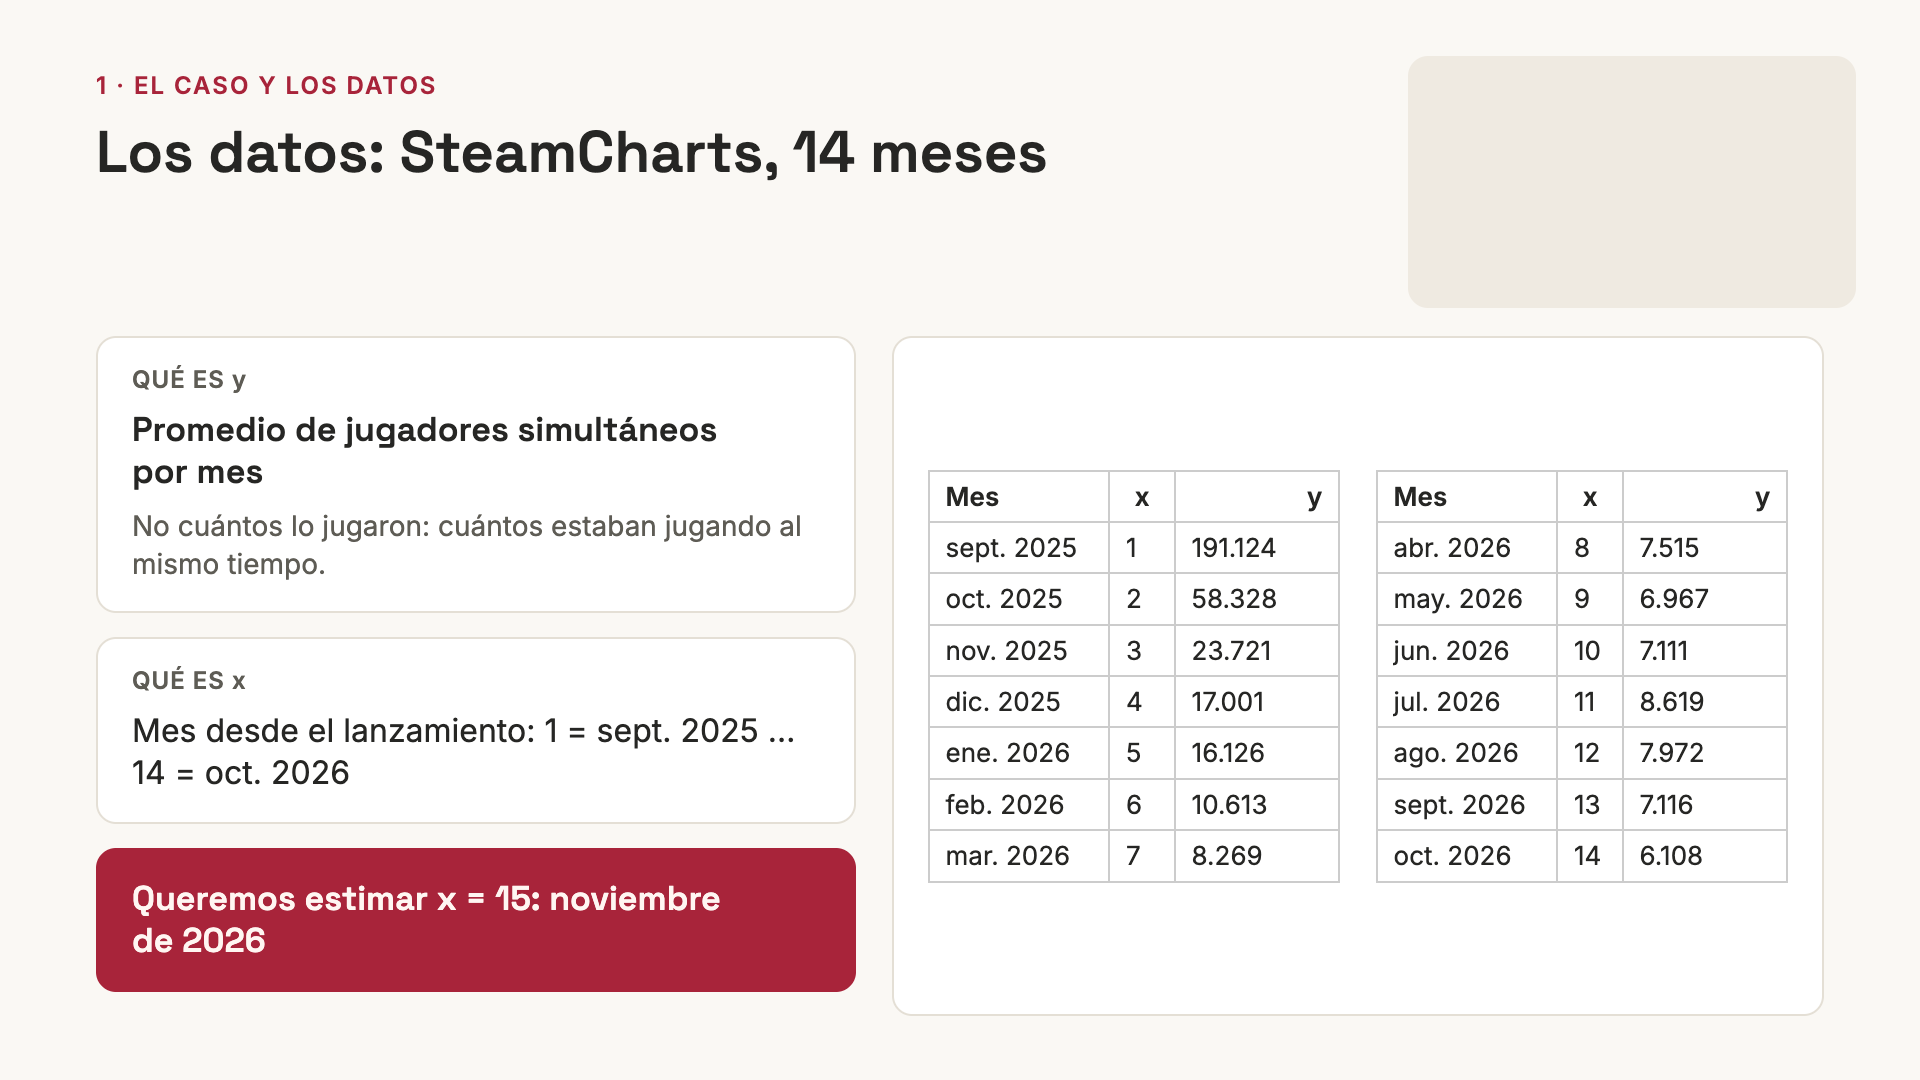 1 · EL CASO Y LOS DATOS
Los datos: SteamCharts, 14 meses
QUÉ ES y
Promedio de jugadores simultáneos
por mes
No cuántos lo jugaron: cuántos estaban jugando al
mismo tiempo.
QUÉ ES x
Mes desde el lanzamiento: 1 = sept. 2025 ...
14 = oct. 2026
Queremos estimar x = 15: noviembre
de 2026
Mes x y
sept. 2025 1 191.124
oct. 2025 2 58.328
nov. 2025 3 23.721
dic. 2025 4 17.001
ene. 2026 5 16.126
feb. 2026 6 10.613
mar. 2026 7 8.269
Mes x y
abr. 2026 8 7.515
may. 2026 9 6.967
jun. 2026 10 7.111
jul. 2026 11 8.619
ago. 2026 12 7.972
sept. 2026 13 7.116
oct. 2026 14 6.108